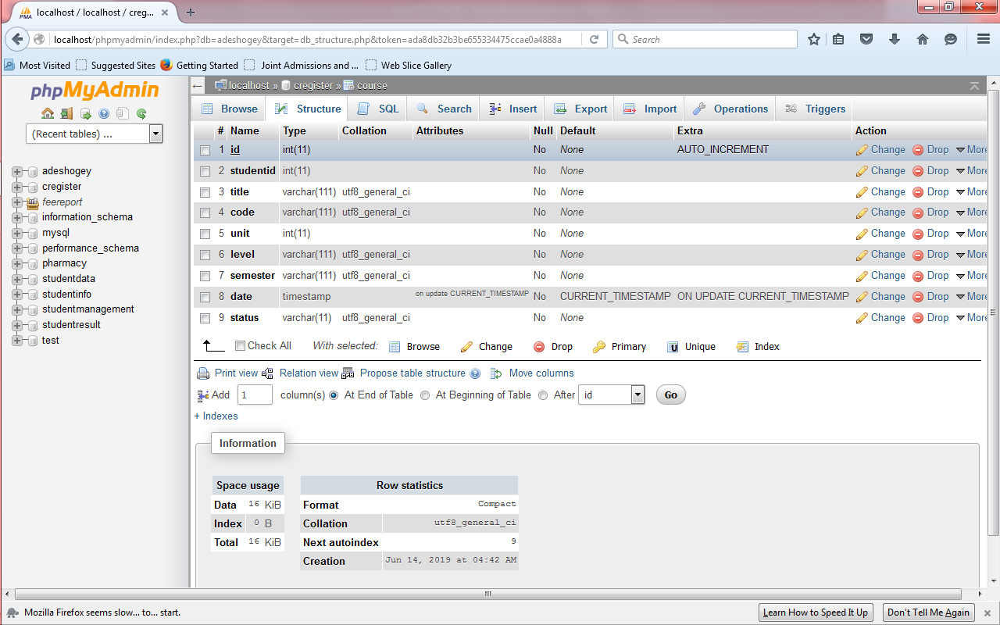 localhost / localhost / creg...
localhost/phpmyadmin/index.php?db=adeshogey&target=db_structure.php&token=ada8db32b3be655334475ccae0a4888a
Search
Most Visited Suggested Sites Getting Started Joint Admissions and ... Web Slice Gallery
phpMyAdmin
(Recent tables) ...
adeshogey
cregister
feereport
information_schema
mysql
performance_schema
pharmacy
studentdata
studentinfo
studentmanagement
studentresult
test
localhost » cregister » course
Browse Structure SQL Search Insert Export Import Operations Triggers
# Name Type Collation Attributes Null Default Extra Action
1 id int(11) No None AUTO_INCREMENT Change Drop More
2 studentid int(11) No None Change Drop More
3 title varchar(111) utf8_general_ci No None Change Drop More
4 code varchar(111) utf8_general_ci No None Change Drop More
5 unit int(11) No None Change Drop More
6 level varchar(111) utf8_general_ci No None Change Drop More
7 semester varchar(111) utf8_general_ci No None Change Drop More
8 date timestamp on update CURRENT_TIMESTAMP No CURRENT_TIMESTAMP ON UPDATE CURRENT_TIMESTAMP Change Drop More
9 status varchar(11) utf8_general_ci No None Change Drop More
Check All With selected: Browse Change Drop Primary Unique Index
Print view Relation view Propose table structure Move columns
Add 1 column(s) At End of Table At Beginning of Table After id Go
+ Indexes
Information
Space usage
Data 16 KiB
Index 0 B
Total 16 KiB
Row statistics
Format Compact
Collation utf8_general_ci
Next autoindex 9
Creation Jun 14, 2019 at 04:42 AM
Mozilla Firefox seems slow... to... start. Learn How to Speed It Up Don't Tell Me Again